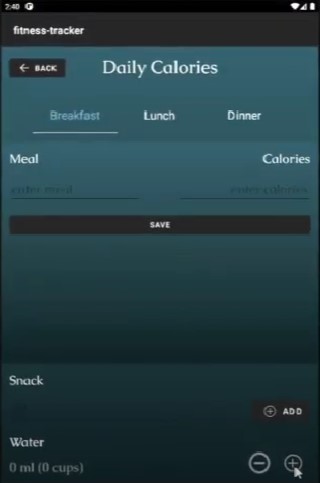 2:40
fitness-tracker
← BACK
Daily Calories
Breakfast Lunch Dinner
Meal Calories
enter meal enter calories
SAVE
Snack
ADD
Water
0 ml (0 cups)